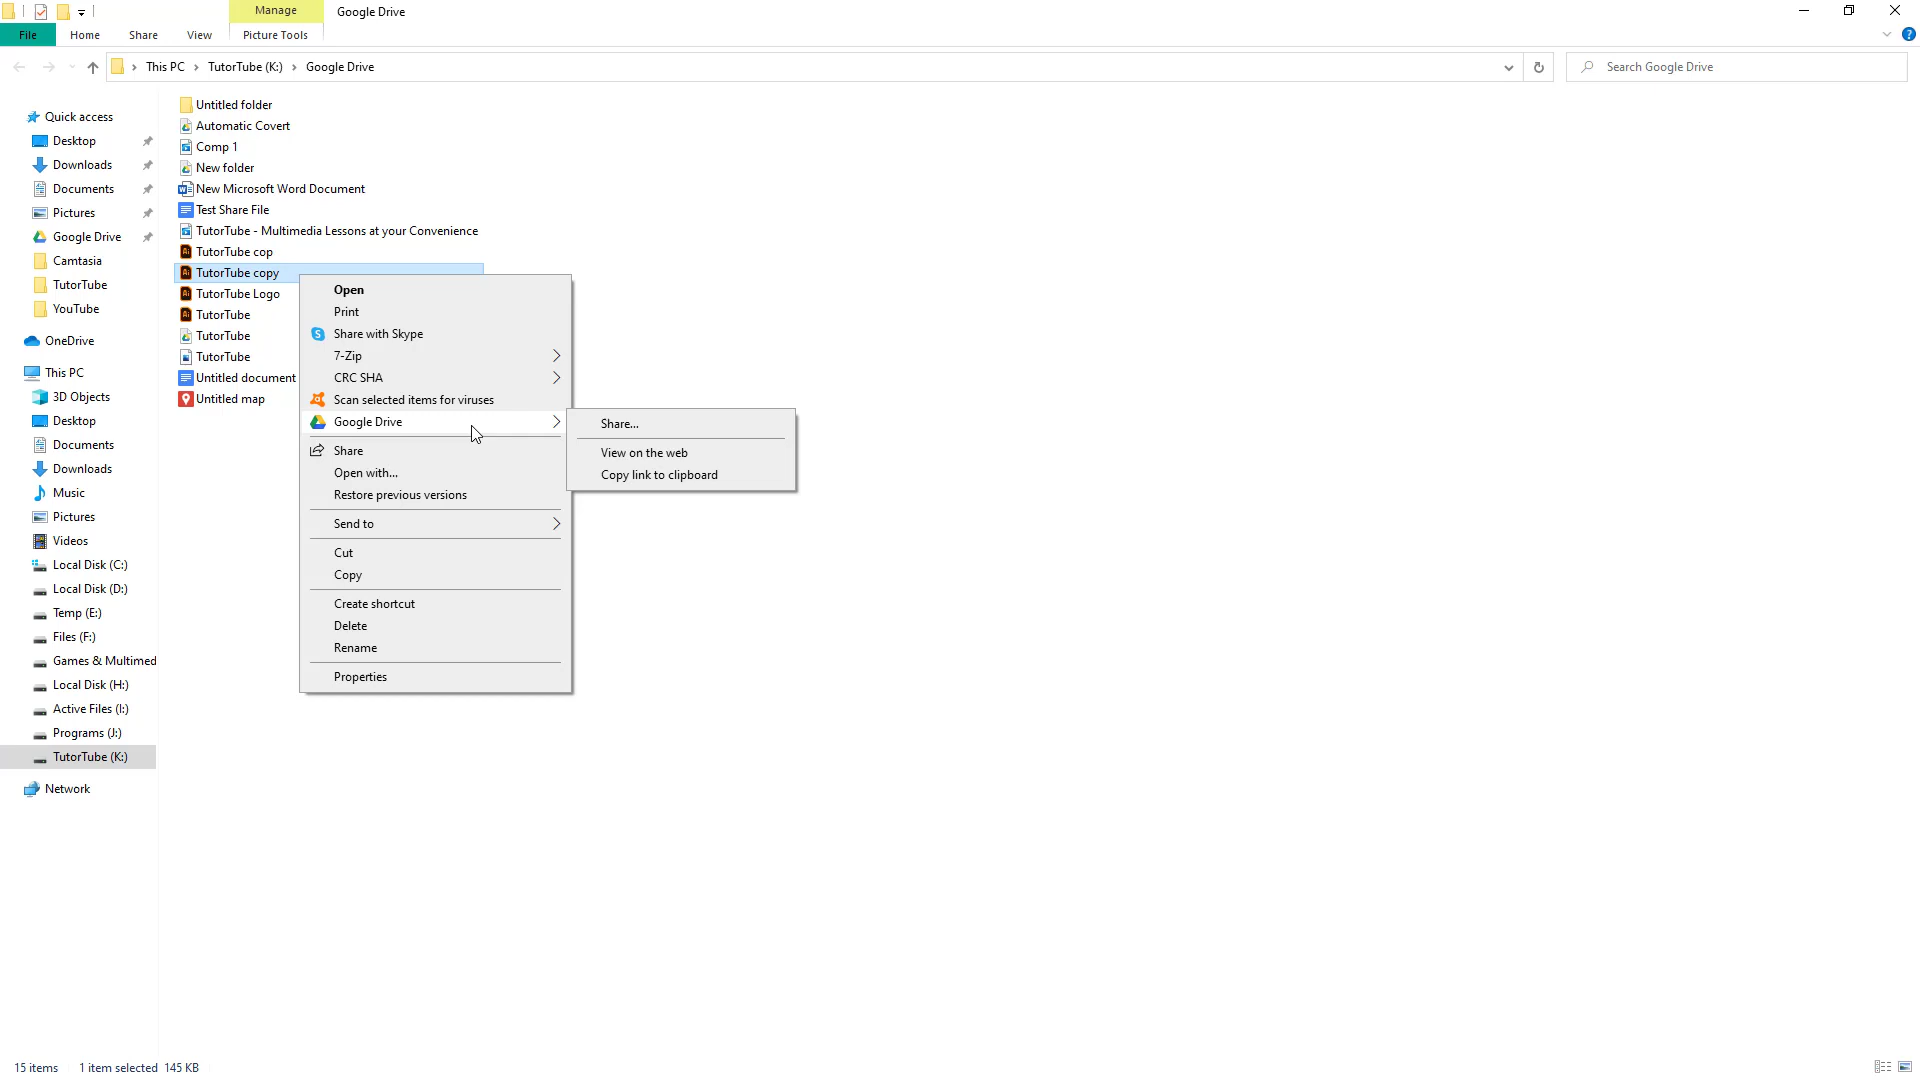 Manage
Google Drive
File
Home
Share
View
Picture Tools
This PC
TutorTube (K:)
Google Drive
Search Google Drive
Quick access
Desktop
Downloads
Documents
Pictures
Google Drive
Camtasia
TutorTube
YouTube
OneDrive
This PC
3D Objects
Desktop
Documents
Downloads
Music
Pictures
Videos
Local Disk (C:)
Local Disk (D:)
Temp (E:)
Files (F:)
Games & Multimed
Local Disk (H:)
Active Files (I:)
Programs (J:)
TutorTube (K:)
Network
Untitled folder
Automatic Covert
Comp 1
New folder
New Microsoft Word Document
Test Share File
TutorTube - Multimedia Lessons at your Convenience
TutorTube cop
TutorTube copy
TutorTube Logo
TutorTube
TutorTube
TutorTube
Untitled document
Untitled map
Open
Print
Share with Skype
7-Zip
CRC SHA
Scan selected items for viruses
Google Drive
Share
Open with...
Restore previous versions
Send to
Cut
Copy
Create shortcut
Delete
Rename
Properties
Share...
View on the web
Copy link to clipboard
15 items
1 item selected 145 KB